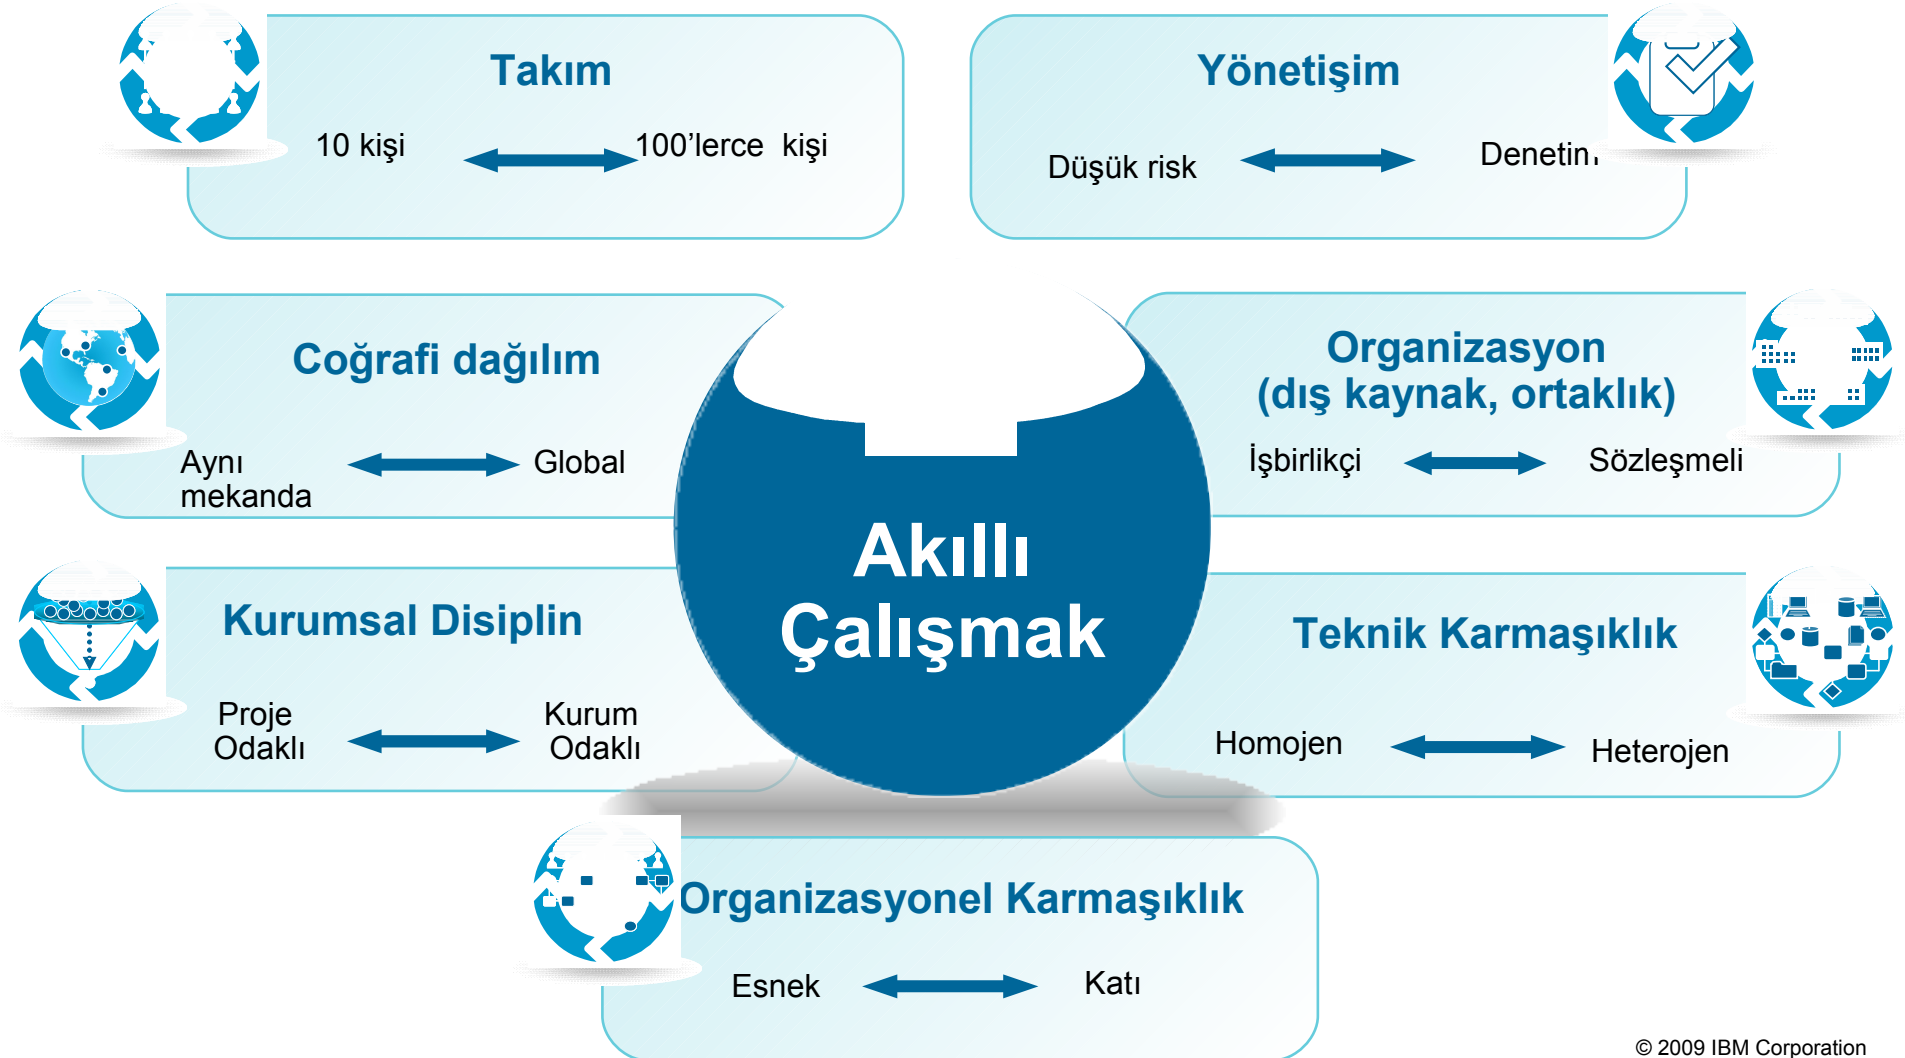 Takım
10 kişi
100’lerce kişi
Yönetişim
Düşük risk
Denetim
Coğrafi dağılım
Aynı
mekanda
Global
Organizasyon
(dış kaynak, ortaklık)
İşbirlikçi
Sözleşmeli
Akıllı
Çalışmak
Kurumsal Disiplin
Proje
Odaklı
Kurum
Odaklı
Teknik Karmaşıklık
Homojen
Heterojen
Organizasyonel Karmaşıklık
Esnek
Katı
© 2009 IBM Corporation